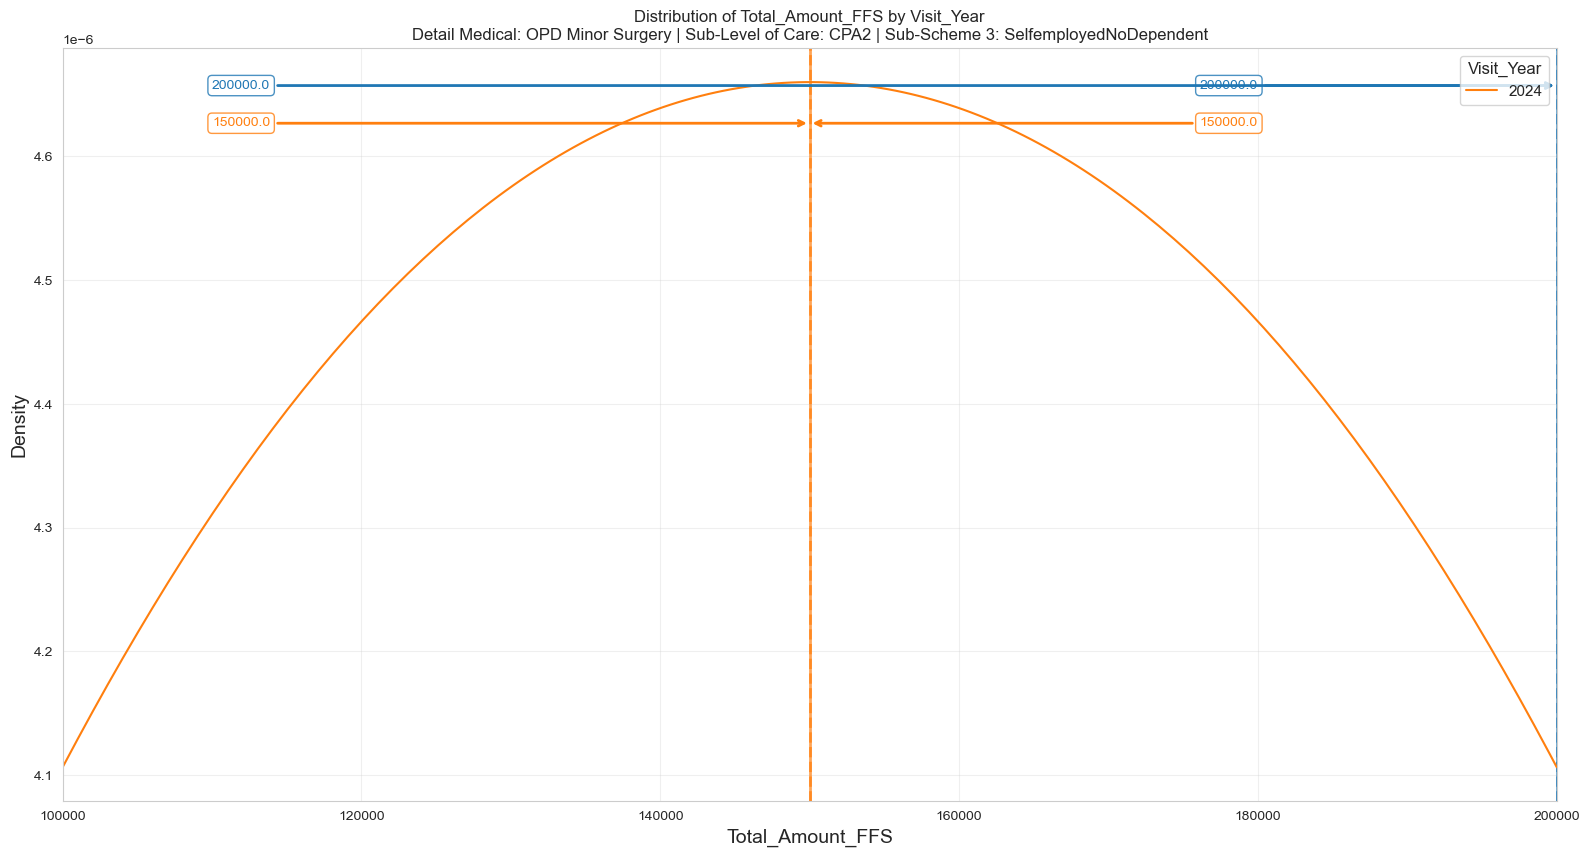 Distribution of Total_Amount_FFS by Visit_Year
Detail Medical: OPD Minor Surgery | Sub-Level of Care: CPA2 | Sub-Scheme 3: SelfemployedNoDependent
1e−6
Visit_Year
2024
200000.0
200000.0
150000.0
150000.0
4.6
4.5
4.4
4.3
4.2
4.1
Density
100000
120000
140000
160000
180000
200000
Total_Amount_FFS